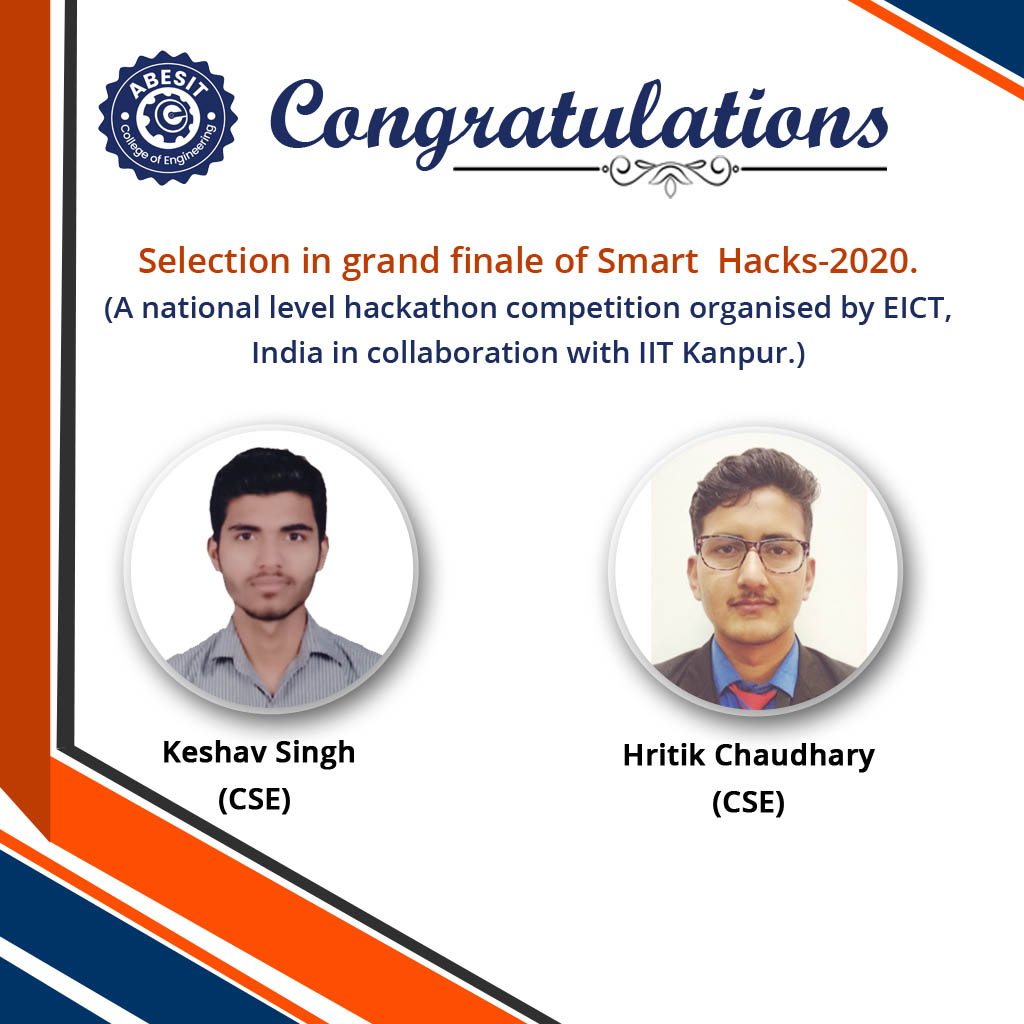 ABESIT
College of Engineering
Congratulations
Selection in grand finale of Smart  Hacks-2020.
(A national level hackathon competition organised by EICT,
India in collaboration with IIT Kanpur.)
Keshav Singh
(CSE)
Hritik Chaudhary
(CSE)